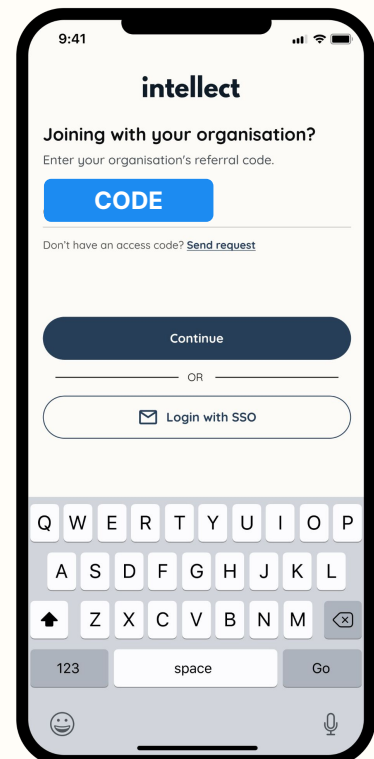 9:41
intellect
Joining with your organisation?
Enter your organisation's referral code.
CODE
Don't have an access code? Send request
Continue
OR
Login with SSO
Q W E R T Y U I O P
A S D F G H J K L
Z X C V B N M
123 space Go